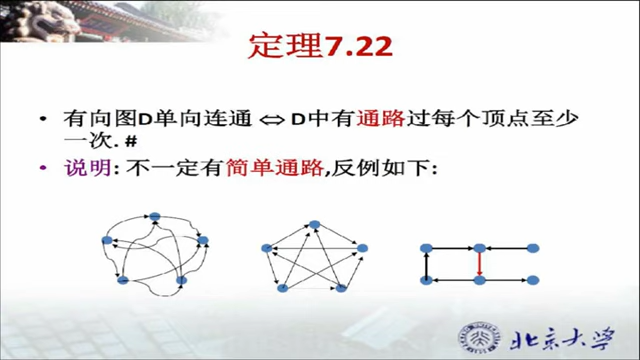 定理7.22
• 有向图D单向连通 ⇔ D中有通路过每个顶点至少
一次. #
• 说明: 不一定有简单通路,反例如下:
北京大学